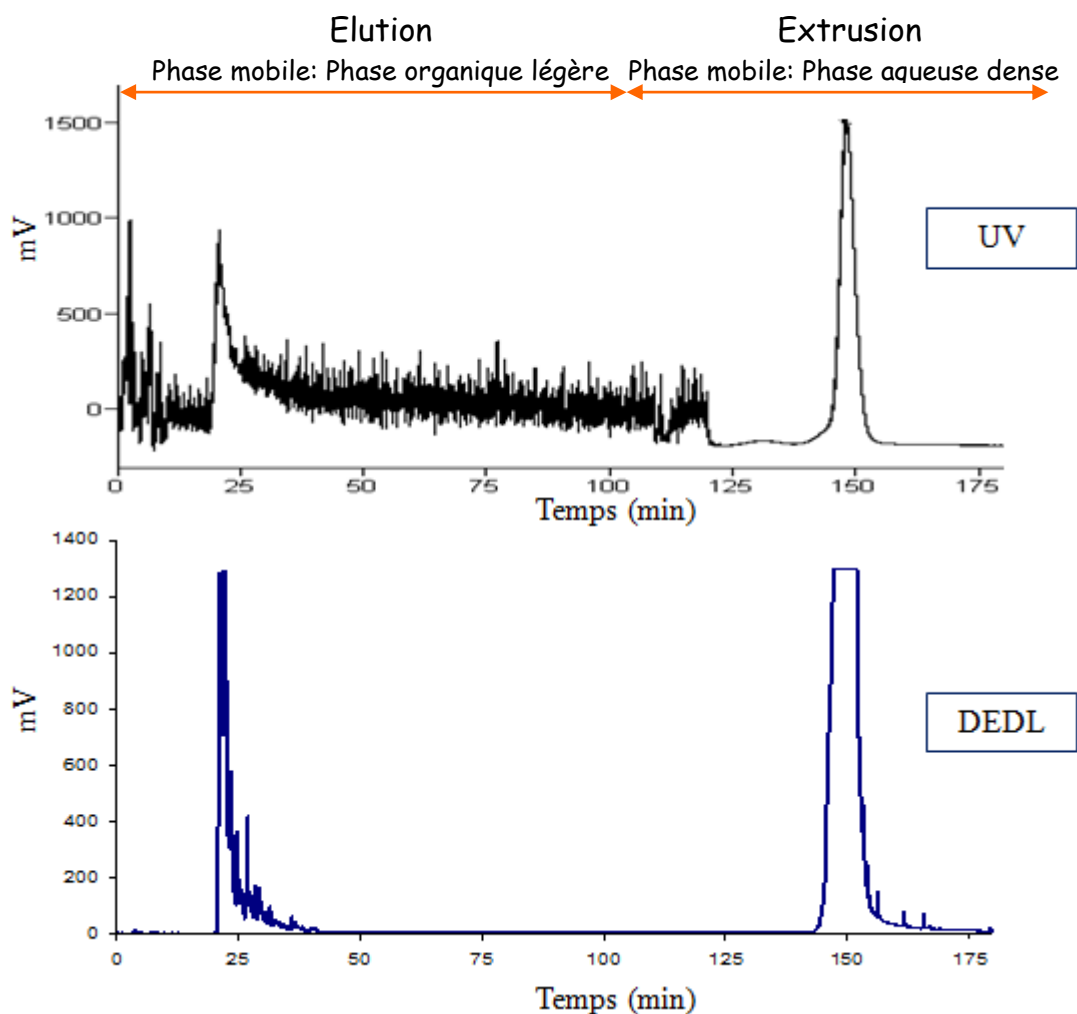 Elution
Extrusion
Phase mobile: Phase organique légère
Phase mobile: Phase aqueuse dense
1500
1000
500
0
mV
UV
0
25
50
75
100
125
150
175
Temps (min)
1400
1200
1000
800
600
400
200
0
mV
DEDL
0
25
50
75
100
125
150
175
Temps (min)